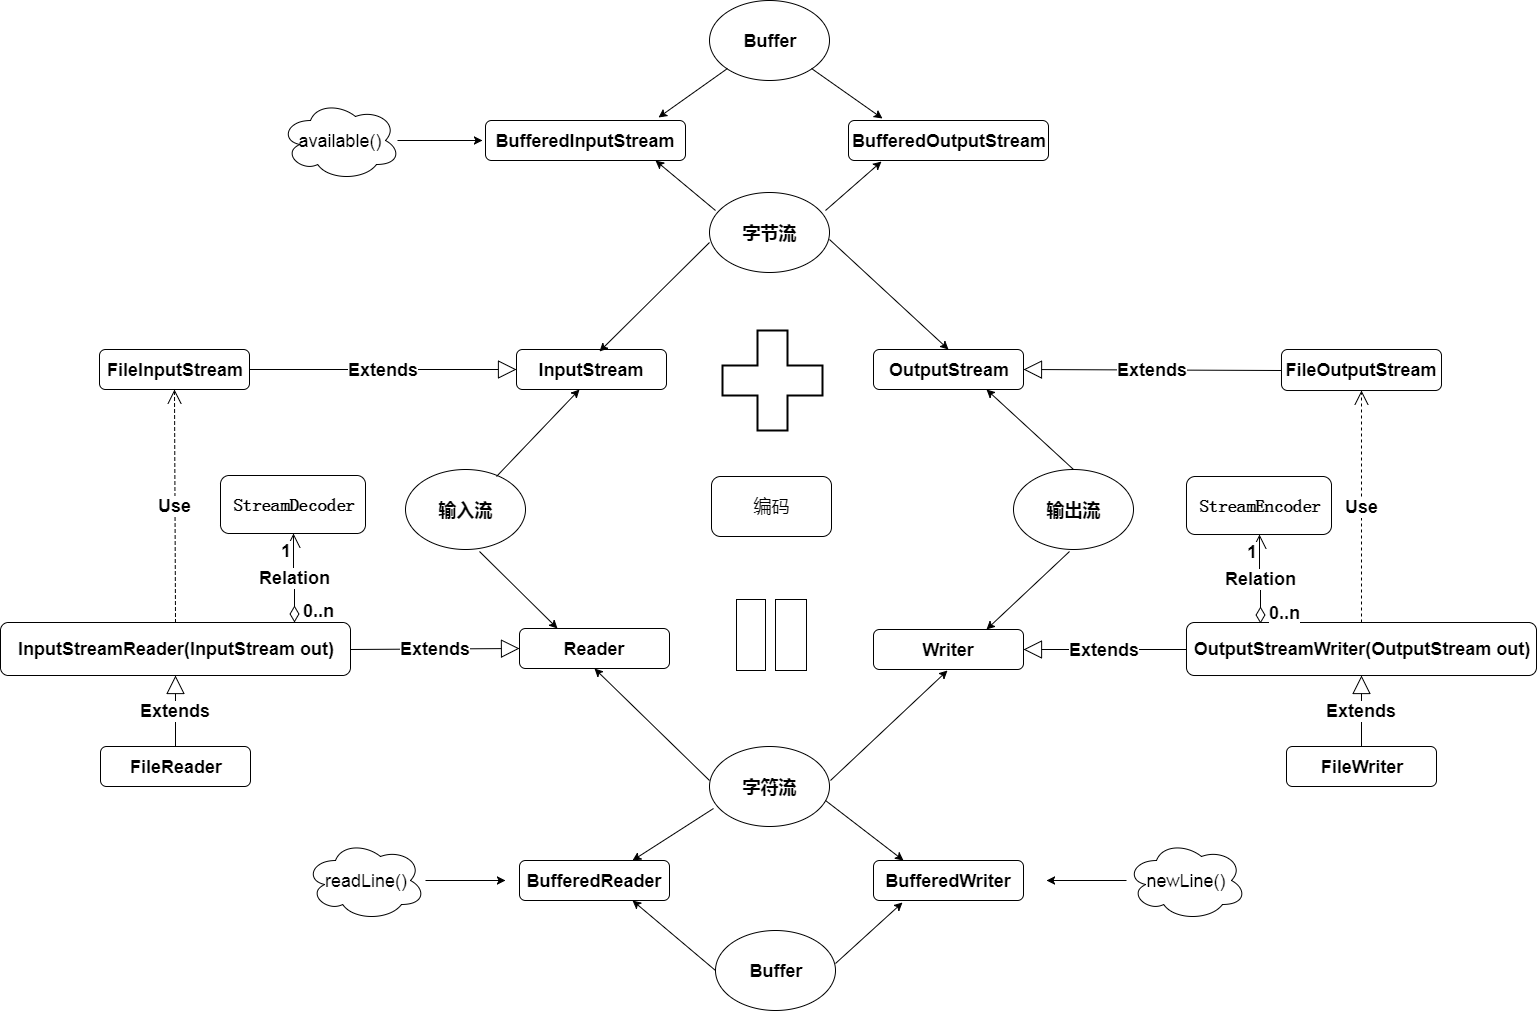 Buffer
available()
BufferedInputStream
BufferedOutputStream
字节流
FileInputStream
Extends
InputStream
OutputStream
Extends
FileOutputStream
Use
StreamDecoder
输入流
编码
输出流
StreamEncoder
Use
1
Relation
0..n
1
Relation
0..n
InputStreamReader(InputStream out)
Extends
Reader
Writer
Extends
OutputStreamWriter(OutputStream out)
Extends
Extends
FileReader
字符流
FileWriter
readLine()
BufferedReader
BufferedWriter
newLine()
Buffer